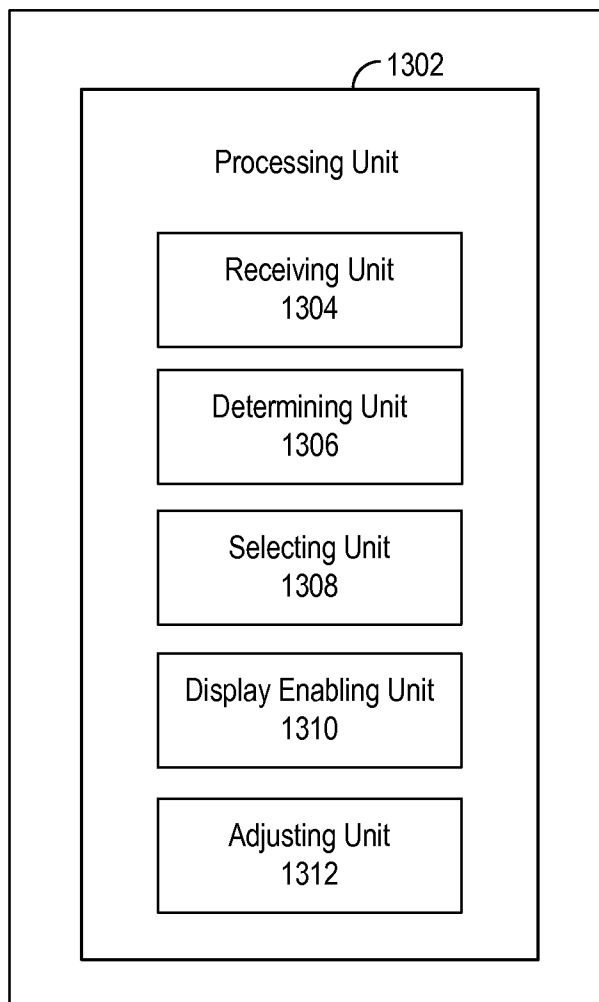 1302
Processing Unit
Receiving Unit
1304
Determining Unit
1306
Selecting Unit
1308
Display Enabling Unit
1310
Adjusting Unit
1312